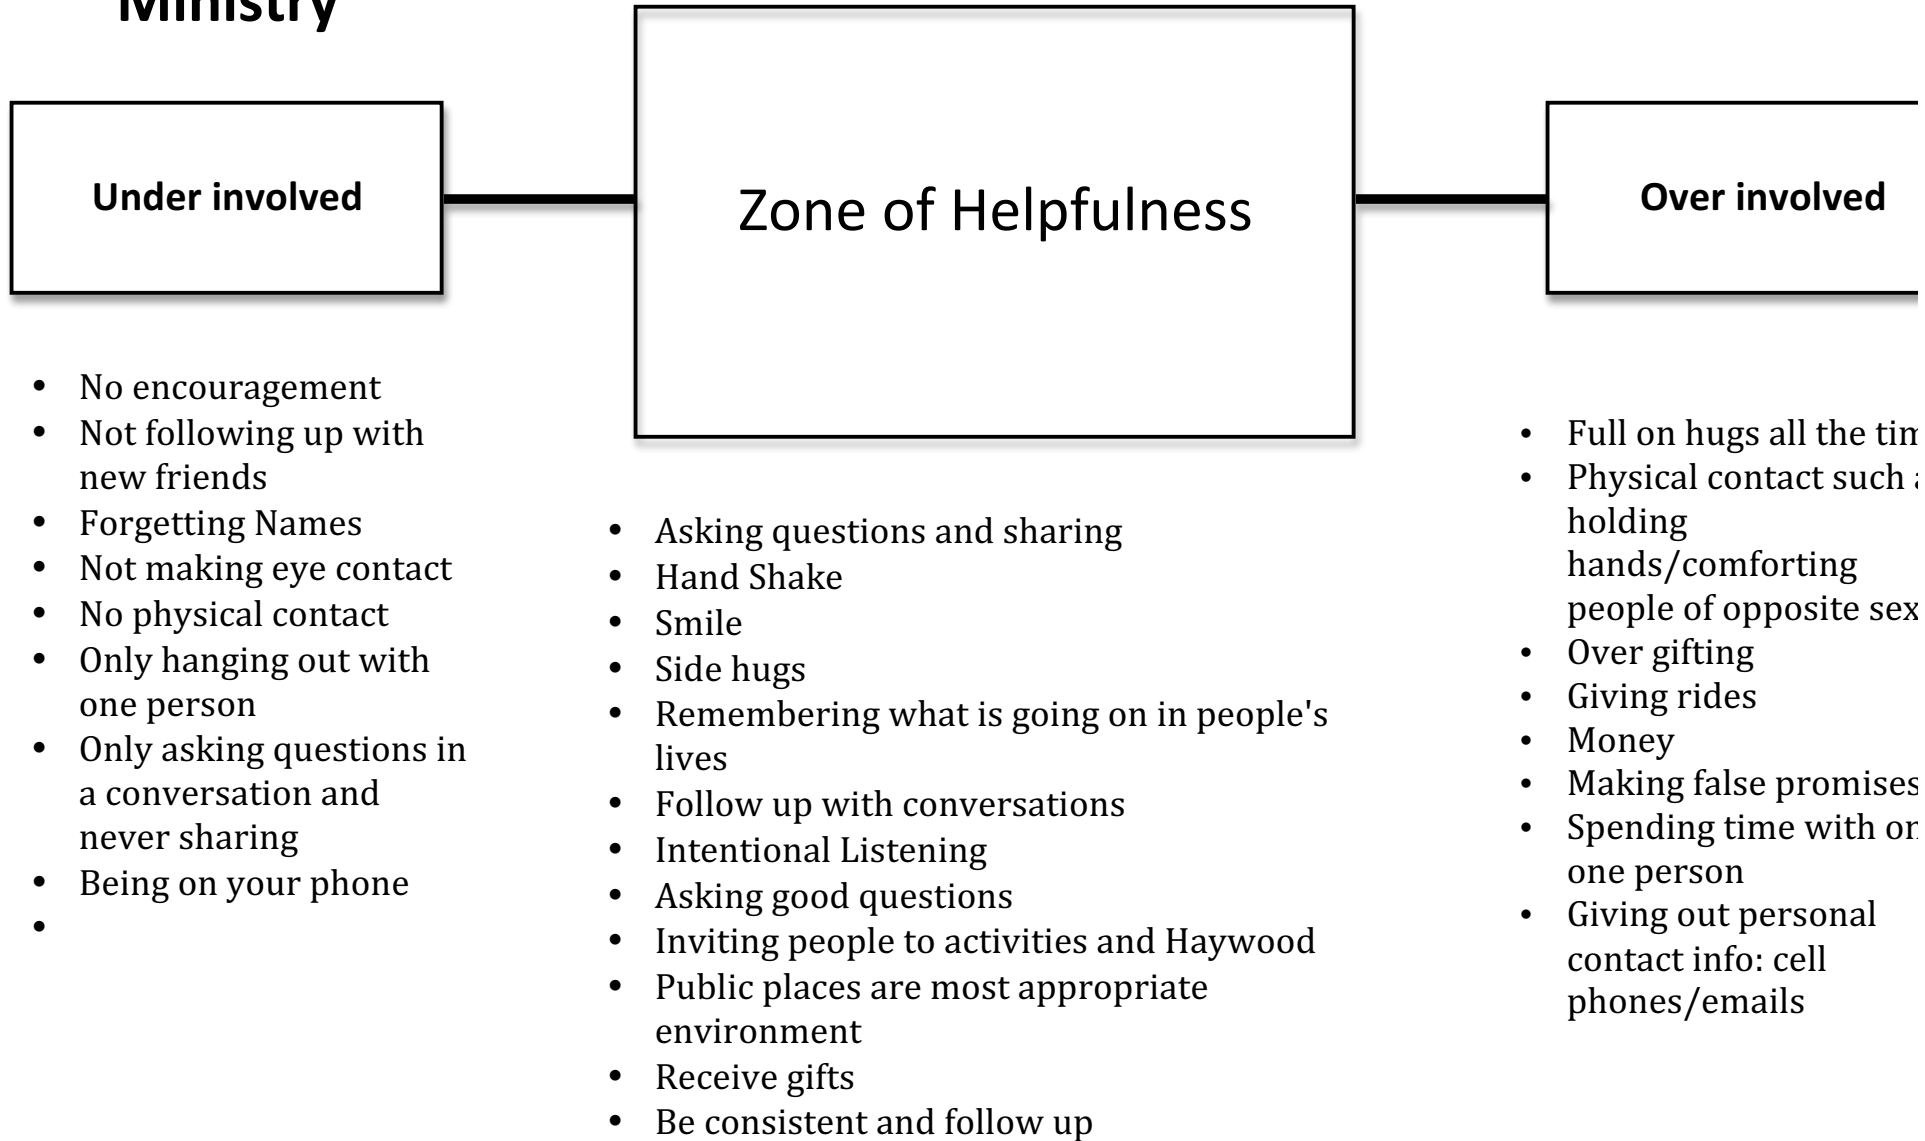 Ministry
Under involved
Zone of Helpfulness
Over involved
• No encouragement
• Not following up with
new friends
• Forgetting Names
• Not making eye contact
• No physical contact
• Only hanging out with
one person
• Only asking questions in
a conversation and
never sharing
• Being on your phone
•
• Asking questions and sharing
• Hand Shake
• Smile
• Side hugs
• Remembering what is going on in people's
lives
• Follow up with conversations
• Intentional Listening
• Asking good questions
• Inviting people to activities and Haywood
• Public places are most appropriate
environment
• Receive gifts
• Be consistent and follow up
• Full on hugs all the
• Physical contact such
holding
hands/comforting
people of opposite sex
• Over gifting
• Giving rides
• Money
• Making false promises
• Spending time with
one person
• Giving out personal
contact info: cell
phones/emails